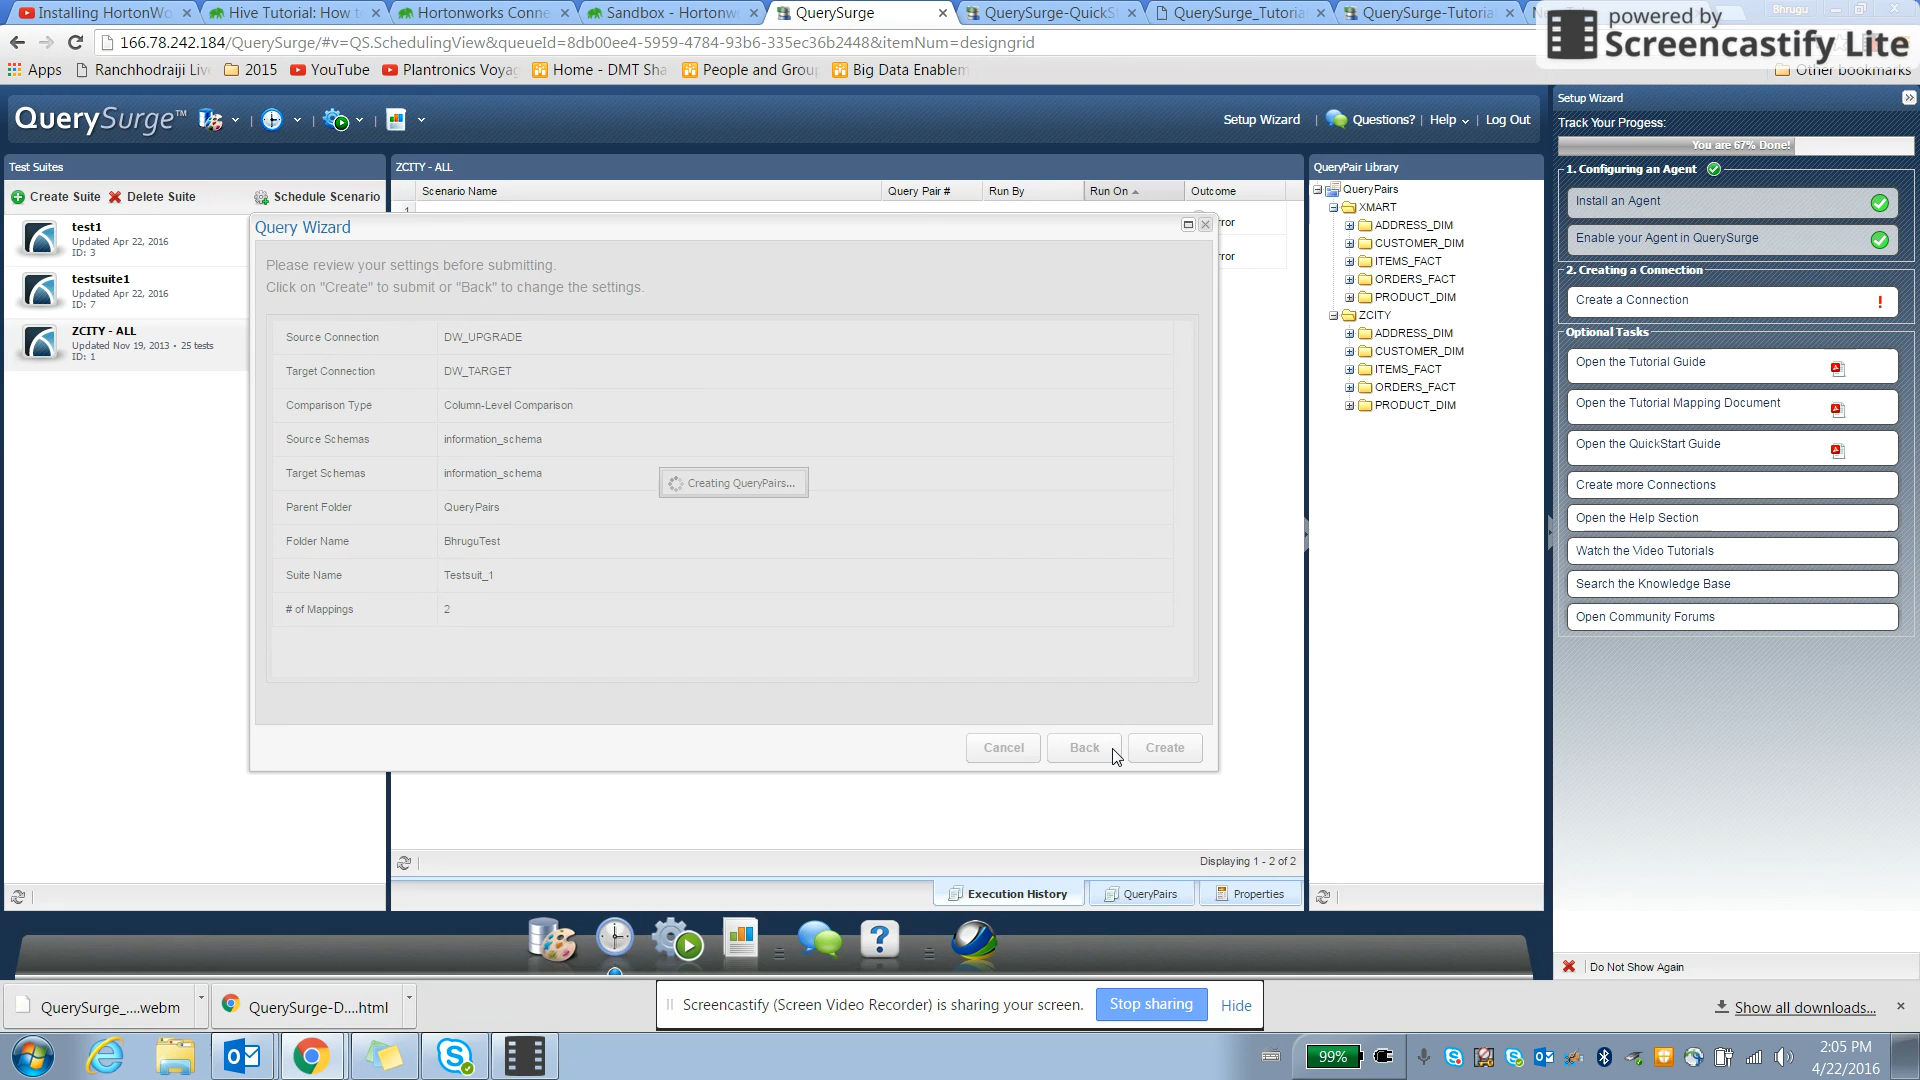 Installing HortonWo
Hive Tutorial: How t
Hortonworks Conne
Sandbox - Hortonw
QuerySurge
QuerySurge-QuickSt
QuerySurge_Tutoria
QuerySurge-Tutoria
Bhrugu
powered by
Screencastify Lite
166.78.242.184/QuerySurge/#v=QS.SchedulingView&queueId=8db00ee4-5959-4784-93b6-335ec36b2448&itemNum=designgrid
Apps
Ranchhodraiji Liv
2015
YouTube
Plantronics Voyag
Home - DMT Sha
People and Group
Big Data Enablem
Other bookmarks
QuerySurge™
Setup Wizard
Questions?
Help
Log Out
Test Suites
Create Suite
Delete Suite
Schedule Scenario
test1
Updated Apr 22, 2016
ID: 3
testsuite1
Updated Apr 22, 2016
ID: 7
ZCITY - ALL
Updated Nov 19, 2013 • 25 tests
ID: 1
ZCITY - ALL
Scenario Name
Query Pair #
Run By
Run On
Outcome
1
rror
rror
Query Wizard
Please review your settings before submitting.
Click on "Create" to submit or "Back" to change the settings.
Source Connection DW_UPGRADE
Target Connection DW_TARGET
Comparison Type Column-Level Comparison
Source Schemas information_schema
Target Schemas information_schema
Creating QueryPairs...
Parent Folder QueryPairs
Folder Name BhruguTest
Suite Name Testsuit_1
# of Mappings 2
Cancel
Back
Create
Displaying 1 - 2 of 2
Execution History
QueryPairs
Properties
QueryPair Library
QueryPairs
XMART
ADDRESS_DIM
CUSTOMER_DIM
ITEMS_FACT
ORDERS_FACT
PRODUCT_DIM
ZCITY
ADDRESS_DIM
CUSTOMER_DIM
ITEMS_FACT
ORDERS_FACT
PRODUCT_DIM
Setup Wizard
Track Your Progess:
You are 67% Done!
1. Configuring an Agent
Install an Agent
Enable your Agent in QuerySurge
2. Creating a Connection
Create a Connection
!
Optional Tasks
Open the Tutorial Guide
Open the Tutorial Mapping Document
Open the QuickStart Guide
Create more Connections
Open the Help Section
Watch the Video Tutorials
Search the Knowledge Base
Open Community Forums
Do Not Show Again
QuerySurge_....webm
QuerySurge-D....html
Screencastify (Screen Video Recorder) is sharing your screen.
Stop sharing
Hide
Show all downloads...
99%
2:05 PM
4/22/2016